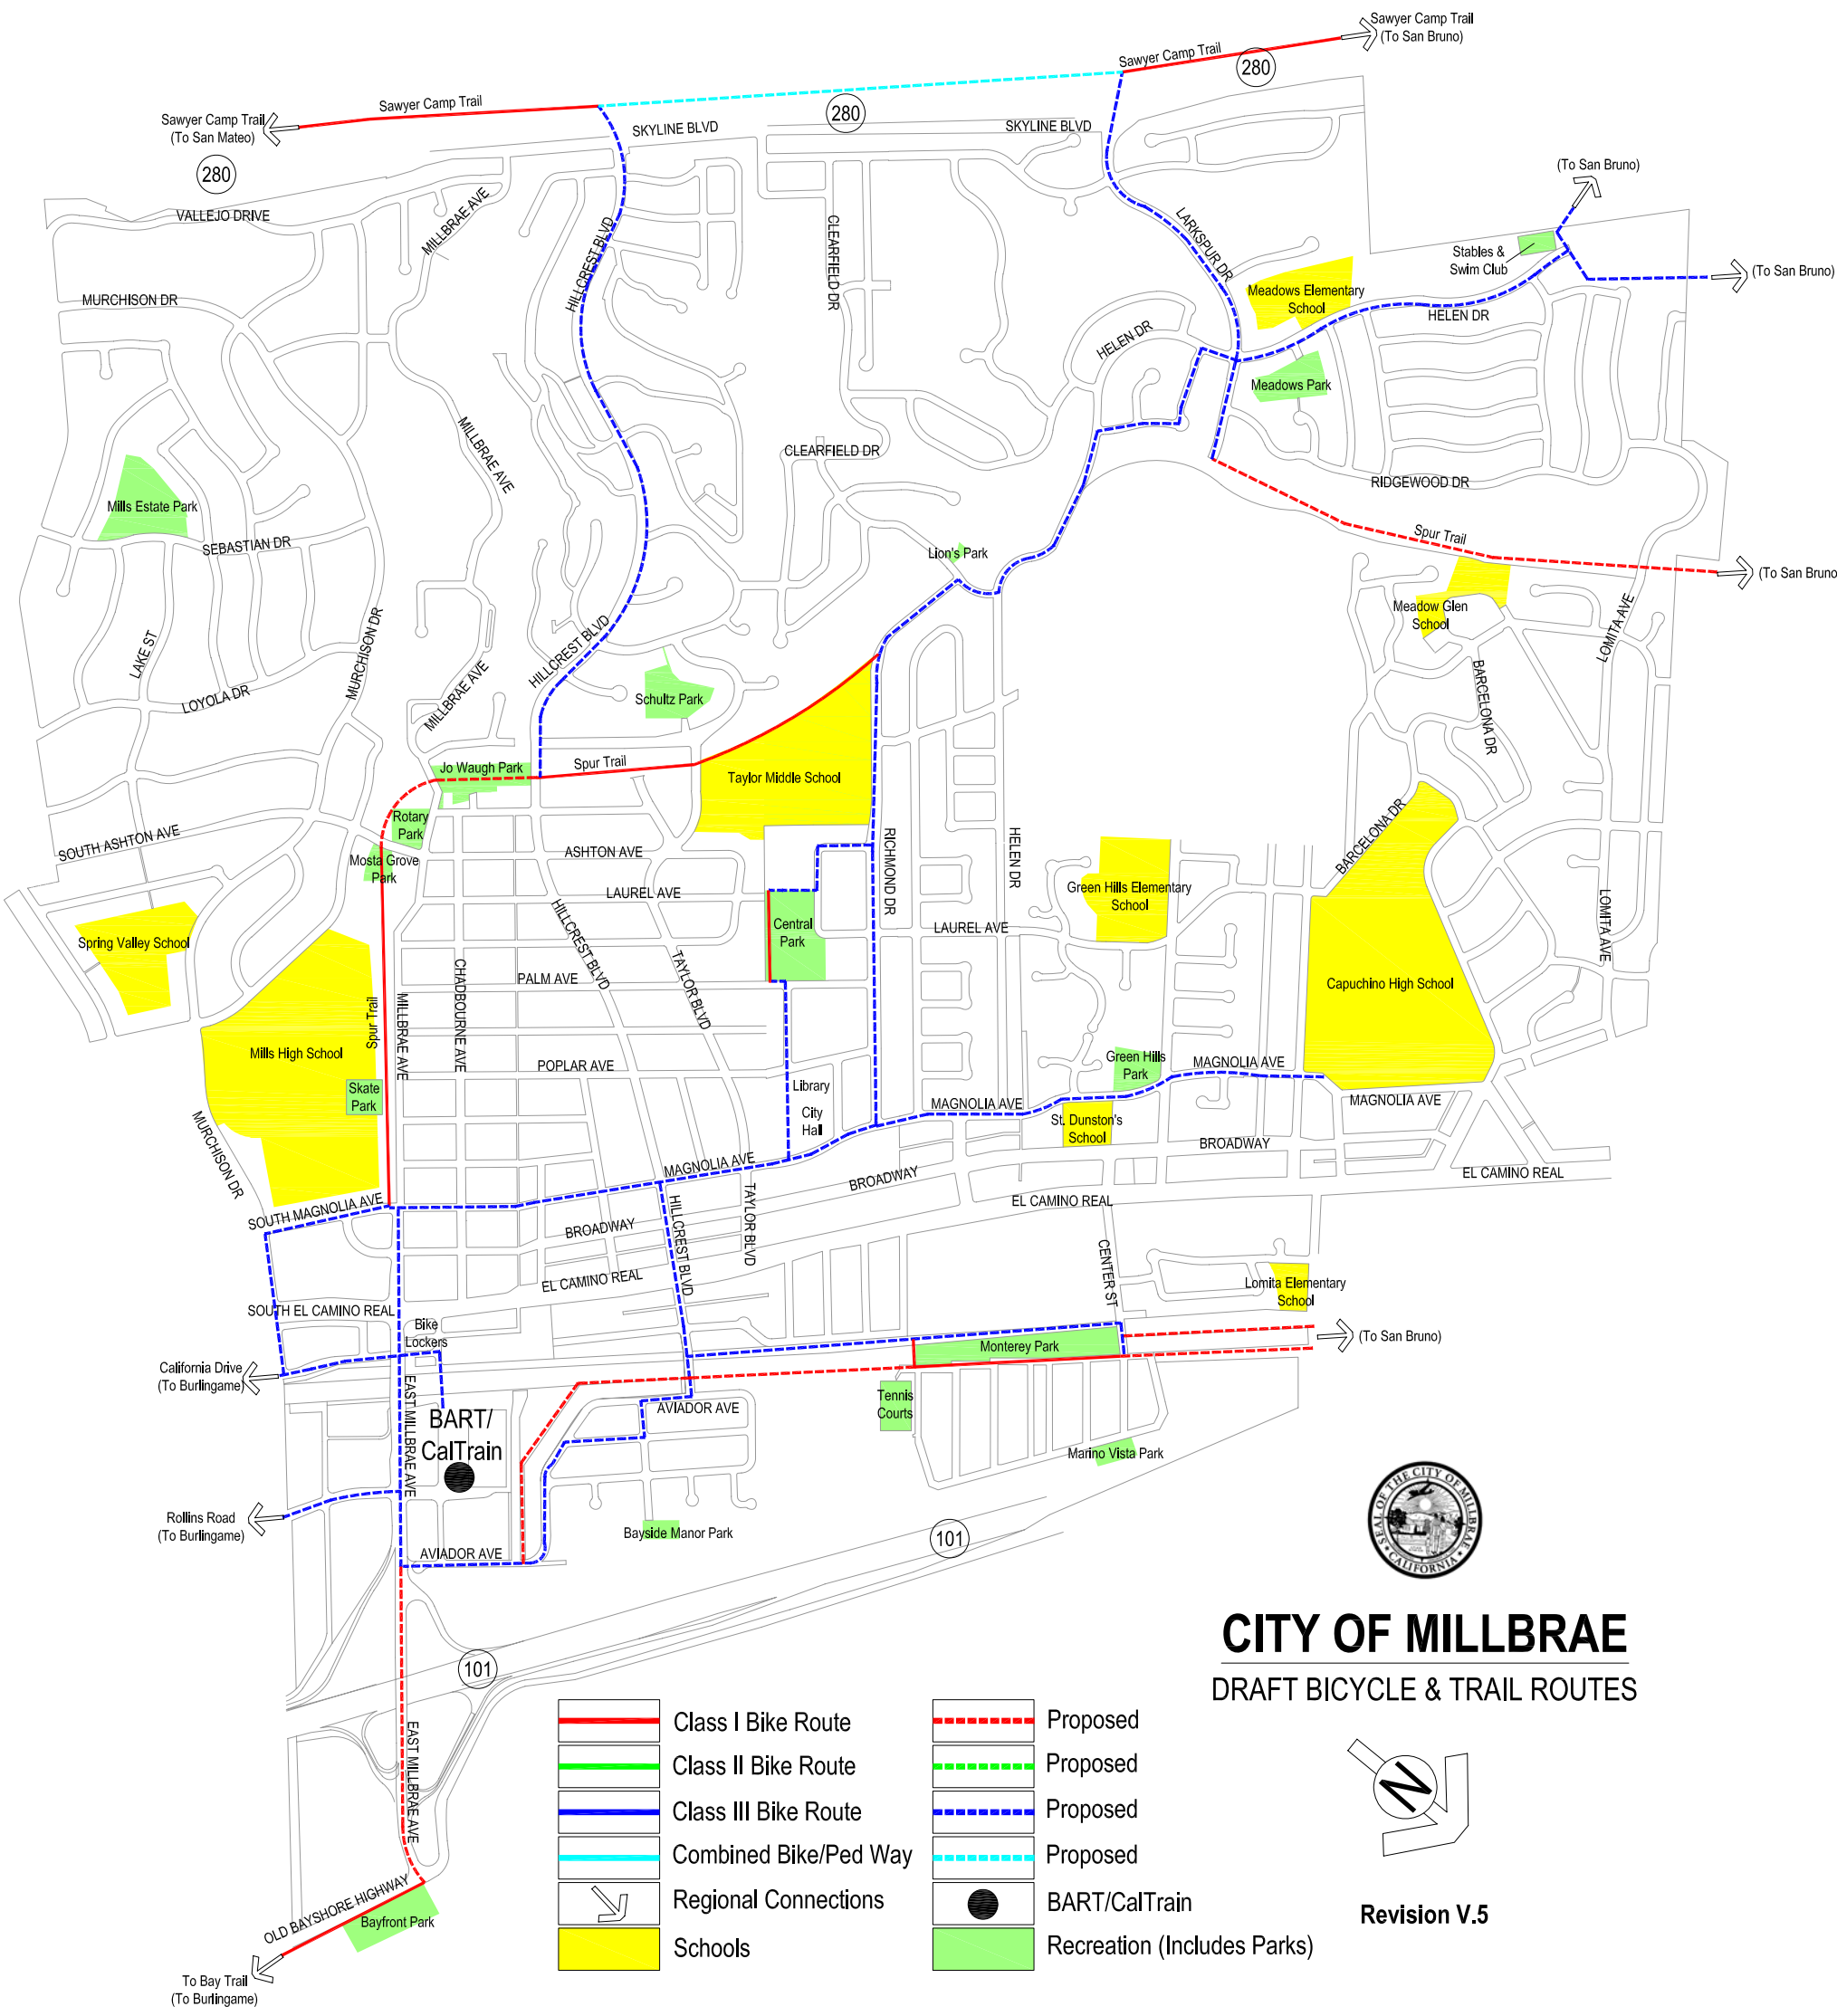 Sawyer Camp Trail
(To San Bruno)
Sawyer Camp Trail
280
Sawyer Camp Trail
280
Sawyer Camp Trail
(To San Mateo)
SKYLINE BLVD
SKYLINE BLVD
280
(To San Bruno)
VALLEJO DRIVE
MILLBRAE AVE
HILLCREST BLVD
CLEARFIELD DR
LARKSPUR DR
Stables &
Swim Club
(To San Bruno)
MURCHISON DR
Meadows Elementary
School
HELEN DR
HELEN DR
Meadows Park
MILLBRAE AVE
CLEARFIELD DR
RIDGEWOOD DR
Mills Estate Park
Spur Trail
SEBASTIAN DR
Lion's Park
(To San Bruno
Meadow Glen
School
LOMITA AVE
LAKE ST
MURCHISON DR
HILLCREST BLVD
BARCELONA DR
LOYOLA DR
MILLBRAE AVE
Schultz Park
Jo Waugh Park
Spur Trail
Taylor Middle School
Rotary
Park
SOUTH ASHTON AVE
Mosta Grove
Park
ASHTON AVE
RICHMOND DR
HELEN DR
BARCELONA DR
LAUREL AVE
Green Hills Elementary
School
LOMITA AVE
Spring Valley School
HILLCREST BLVD
Central
Park
LAUREL AVE
CHADBOURNE AVE
PALM AVE
TAYLOR BLVD
Capuchino High School
Spur Trail
MILLBRAE AVE
Mills High School
POPLAR AVE
Green Hills
Park
MAGNOLIA AVE
Skate
Park
Library
City
Hall
MAGNOLIA AVE
MAGNOLIA AVE
MURCHISON DR
St. Dunston's
School
BROADWAY
MAGNOLIA AVE
BROADWAY
EL CAMINO REAL
SOUTH MAGNOLIA AVE
HILLCREST BLVD
TAYLOR BLVD
EL CAMINO REAL
BROADWAY
CENTER ST
EL CAMINO REAL
Lomita Elementary
School
SOUTH EL CAMINO REAL
Bike
Lockers
(To San Bruno)
Monterey Park
California Drive
(To Burlingame)
EAST MILLBRAE AVE
Tennis
Courts
AVIADOR AVE
BART/
CalTrain
Marino Vista Park
Rollins Road
(To Burlingame)
Bayside Manor Park
101
AVIADOR AVE
SEAL OF THE CITY OF MILLBRAE
CALIFORNIA
CITY OF MILLBRAE
DRAFT BICYCLE & TRAIL ROUTES
101
EAST MILLBRAE AVE
Class I Bike Route
Proposed
Class II Bike Route
Proposed
Class III Bike Route
Proposed
Combined Bike/Ped Way
Proposed
Regional Connections
BART/CalTrain
Schools
Recreation (Includes Parks)
N
Revision V.5
OLD BAYSHORE HIGHWAY
Bayfront Park
To Bay Trail
(To Burlingame)